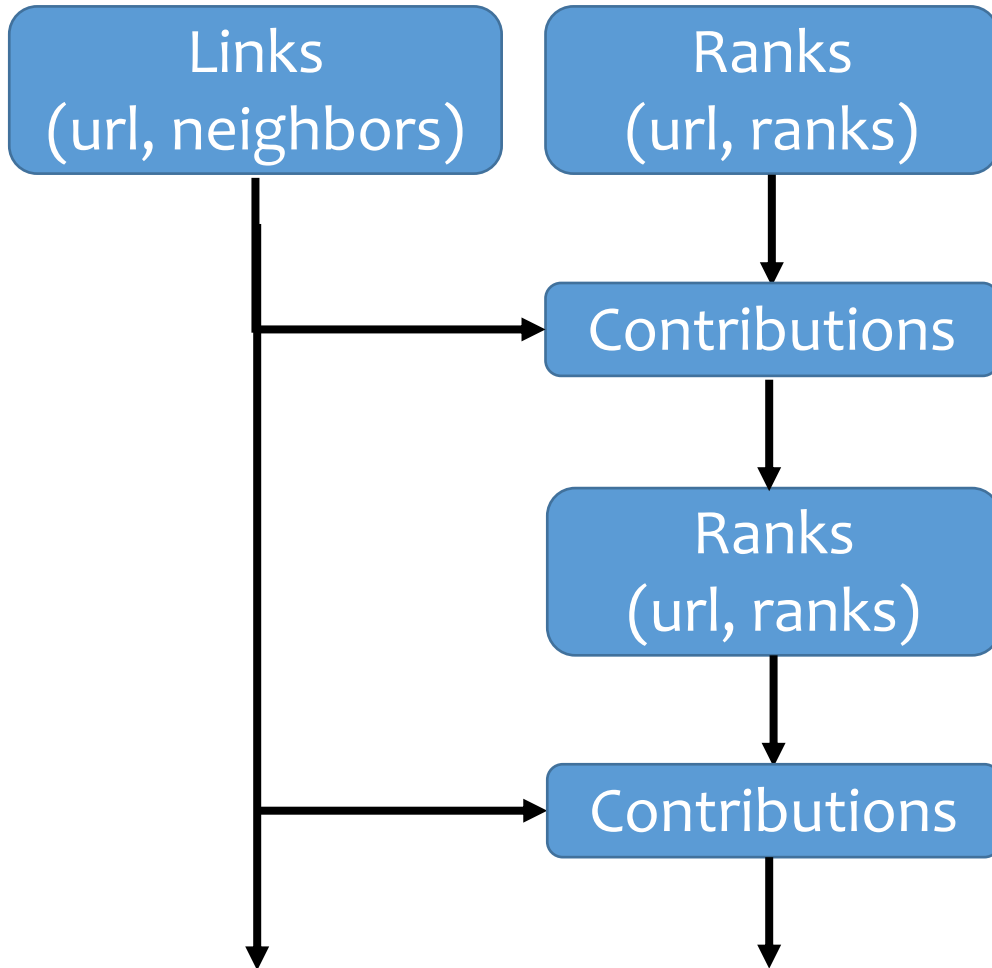 Links
(url, neighbors)
Ranks
(url, ranks)
Contributions
Ranks
(url, ranks)
Contributions